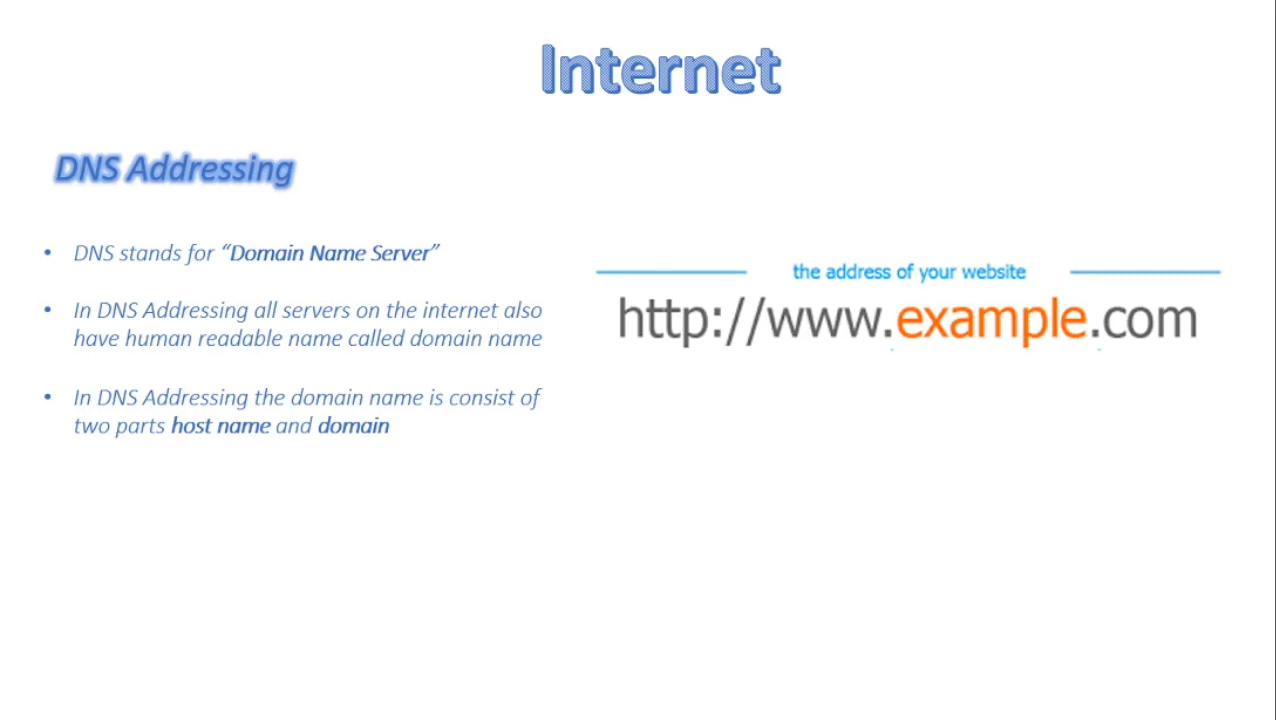 Internet
DNS Addressing
• DNS stands for “Domain Name Server”
• In DNS Addressing all servers on the internet also
have human readable name called domain name
• In DNS Addressing the domain name is consist of
two parts host name and domain
the address of your website
http://www.example.com